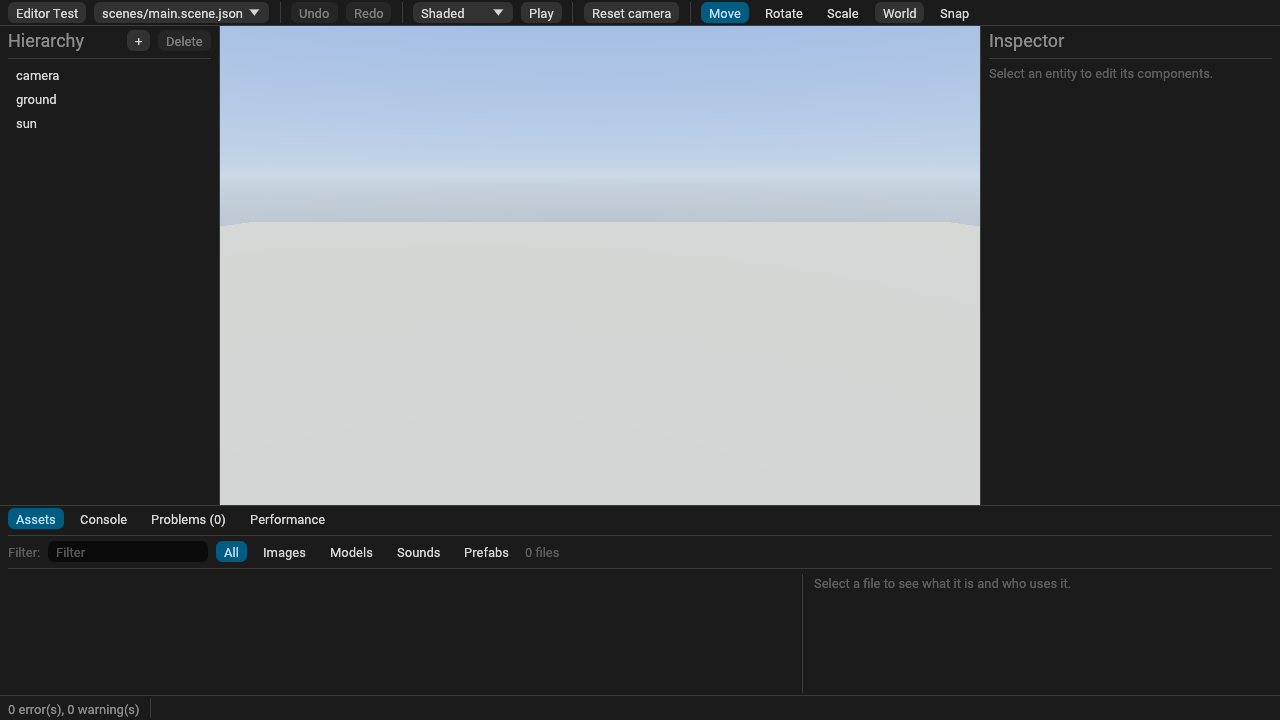 Editor Test scenes/main.scene.json Undo Redo Shaded Play Reset camera Move Rotate Scale World Snap
Hierarchy + Delete
camera
ground
sun
Inspector
Select an entity to edit its components.
Assets Console Problems (0) Performance
Filter: Filter All Images Models Sounds Prefabs 0 files
Select a file to see what it is and who uses it.
0 error(s), 0 warning(s)